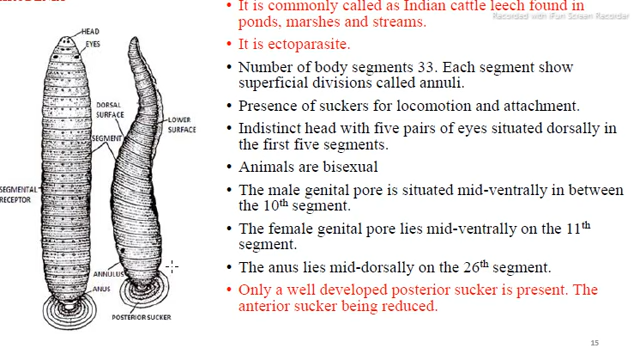 • It is commonly called as Indian cattle leech found in
ponds, marshes and streams.
Recorded with iFun Screen Recorder
• It is ectoparasite.
• Number of body segments 33. Each segment show
superficial divisions called annuli.
• Presence of suckers for locomotion and attachment.
• Indistinct head with five pairs of eyes situated dorsally in
the first five segments.
• Animals are bisexual
• The male genital pore is situated mid-ventrally in between
the 10th segment.
• The female genital pore lies mid-ventrally on the 11th
segment.
• The anus lies mid-dorsally on the 26th segment.
• Only a well developed posterior sucker is present. The
anterior sucker being reduced.
HEAD
EYES
DORSAL
SURFACE
LOWER
SURFACE
SEGMENT
SEGMENTAL
RECEPTOR
ANNULUS
ANUS
POSTERIOR SUCKER
15